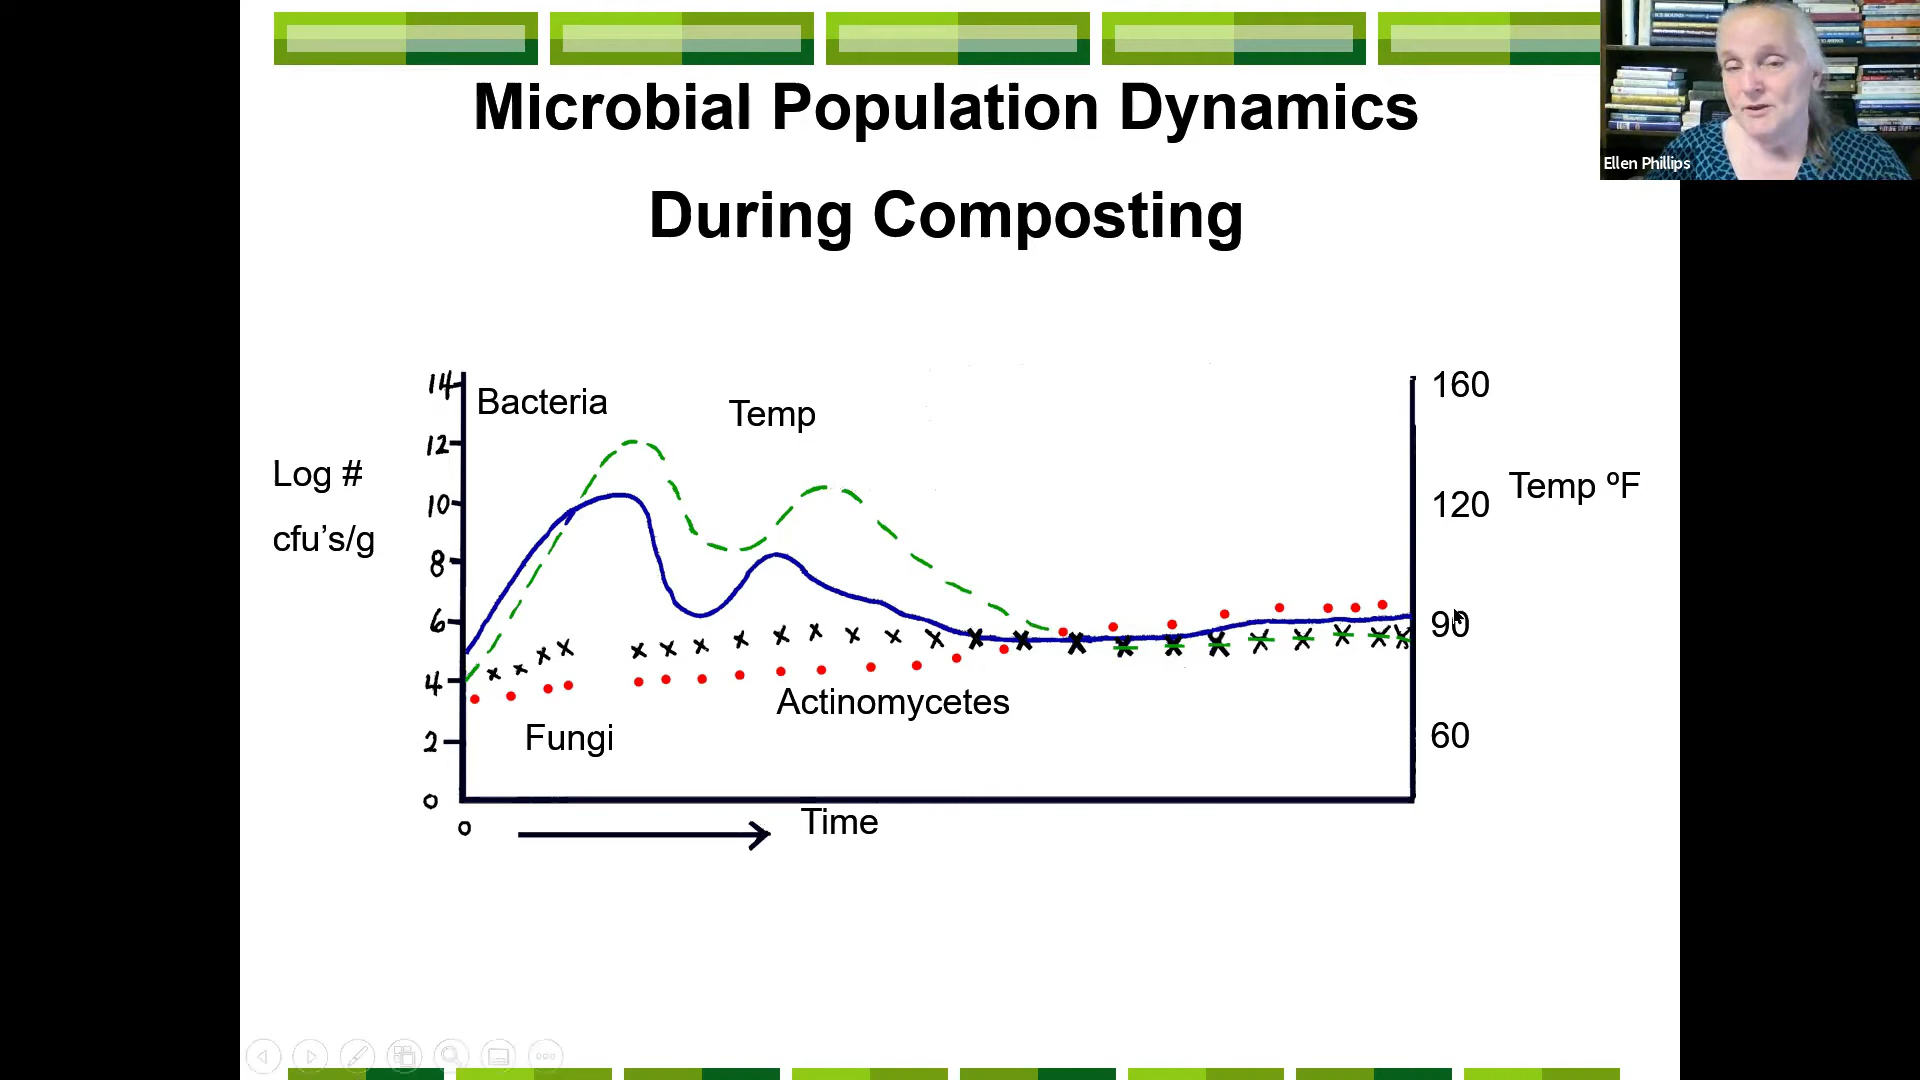 Microbial Population Dynamics
During Composting
Ellen Phillips
14
Bacteria
Temp
160
12
Log #
Temp ºF
10
120
cfu's/g
8
6
90
4
Actinomycetes
2
Fungi
60
0
0
Time